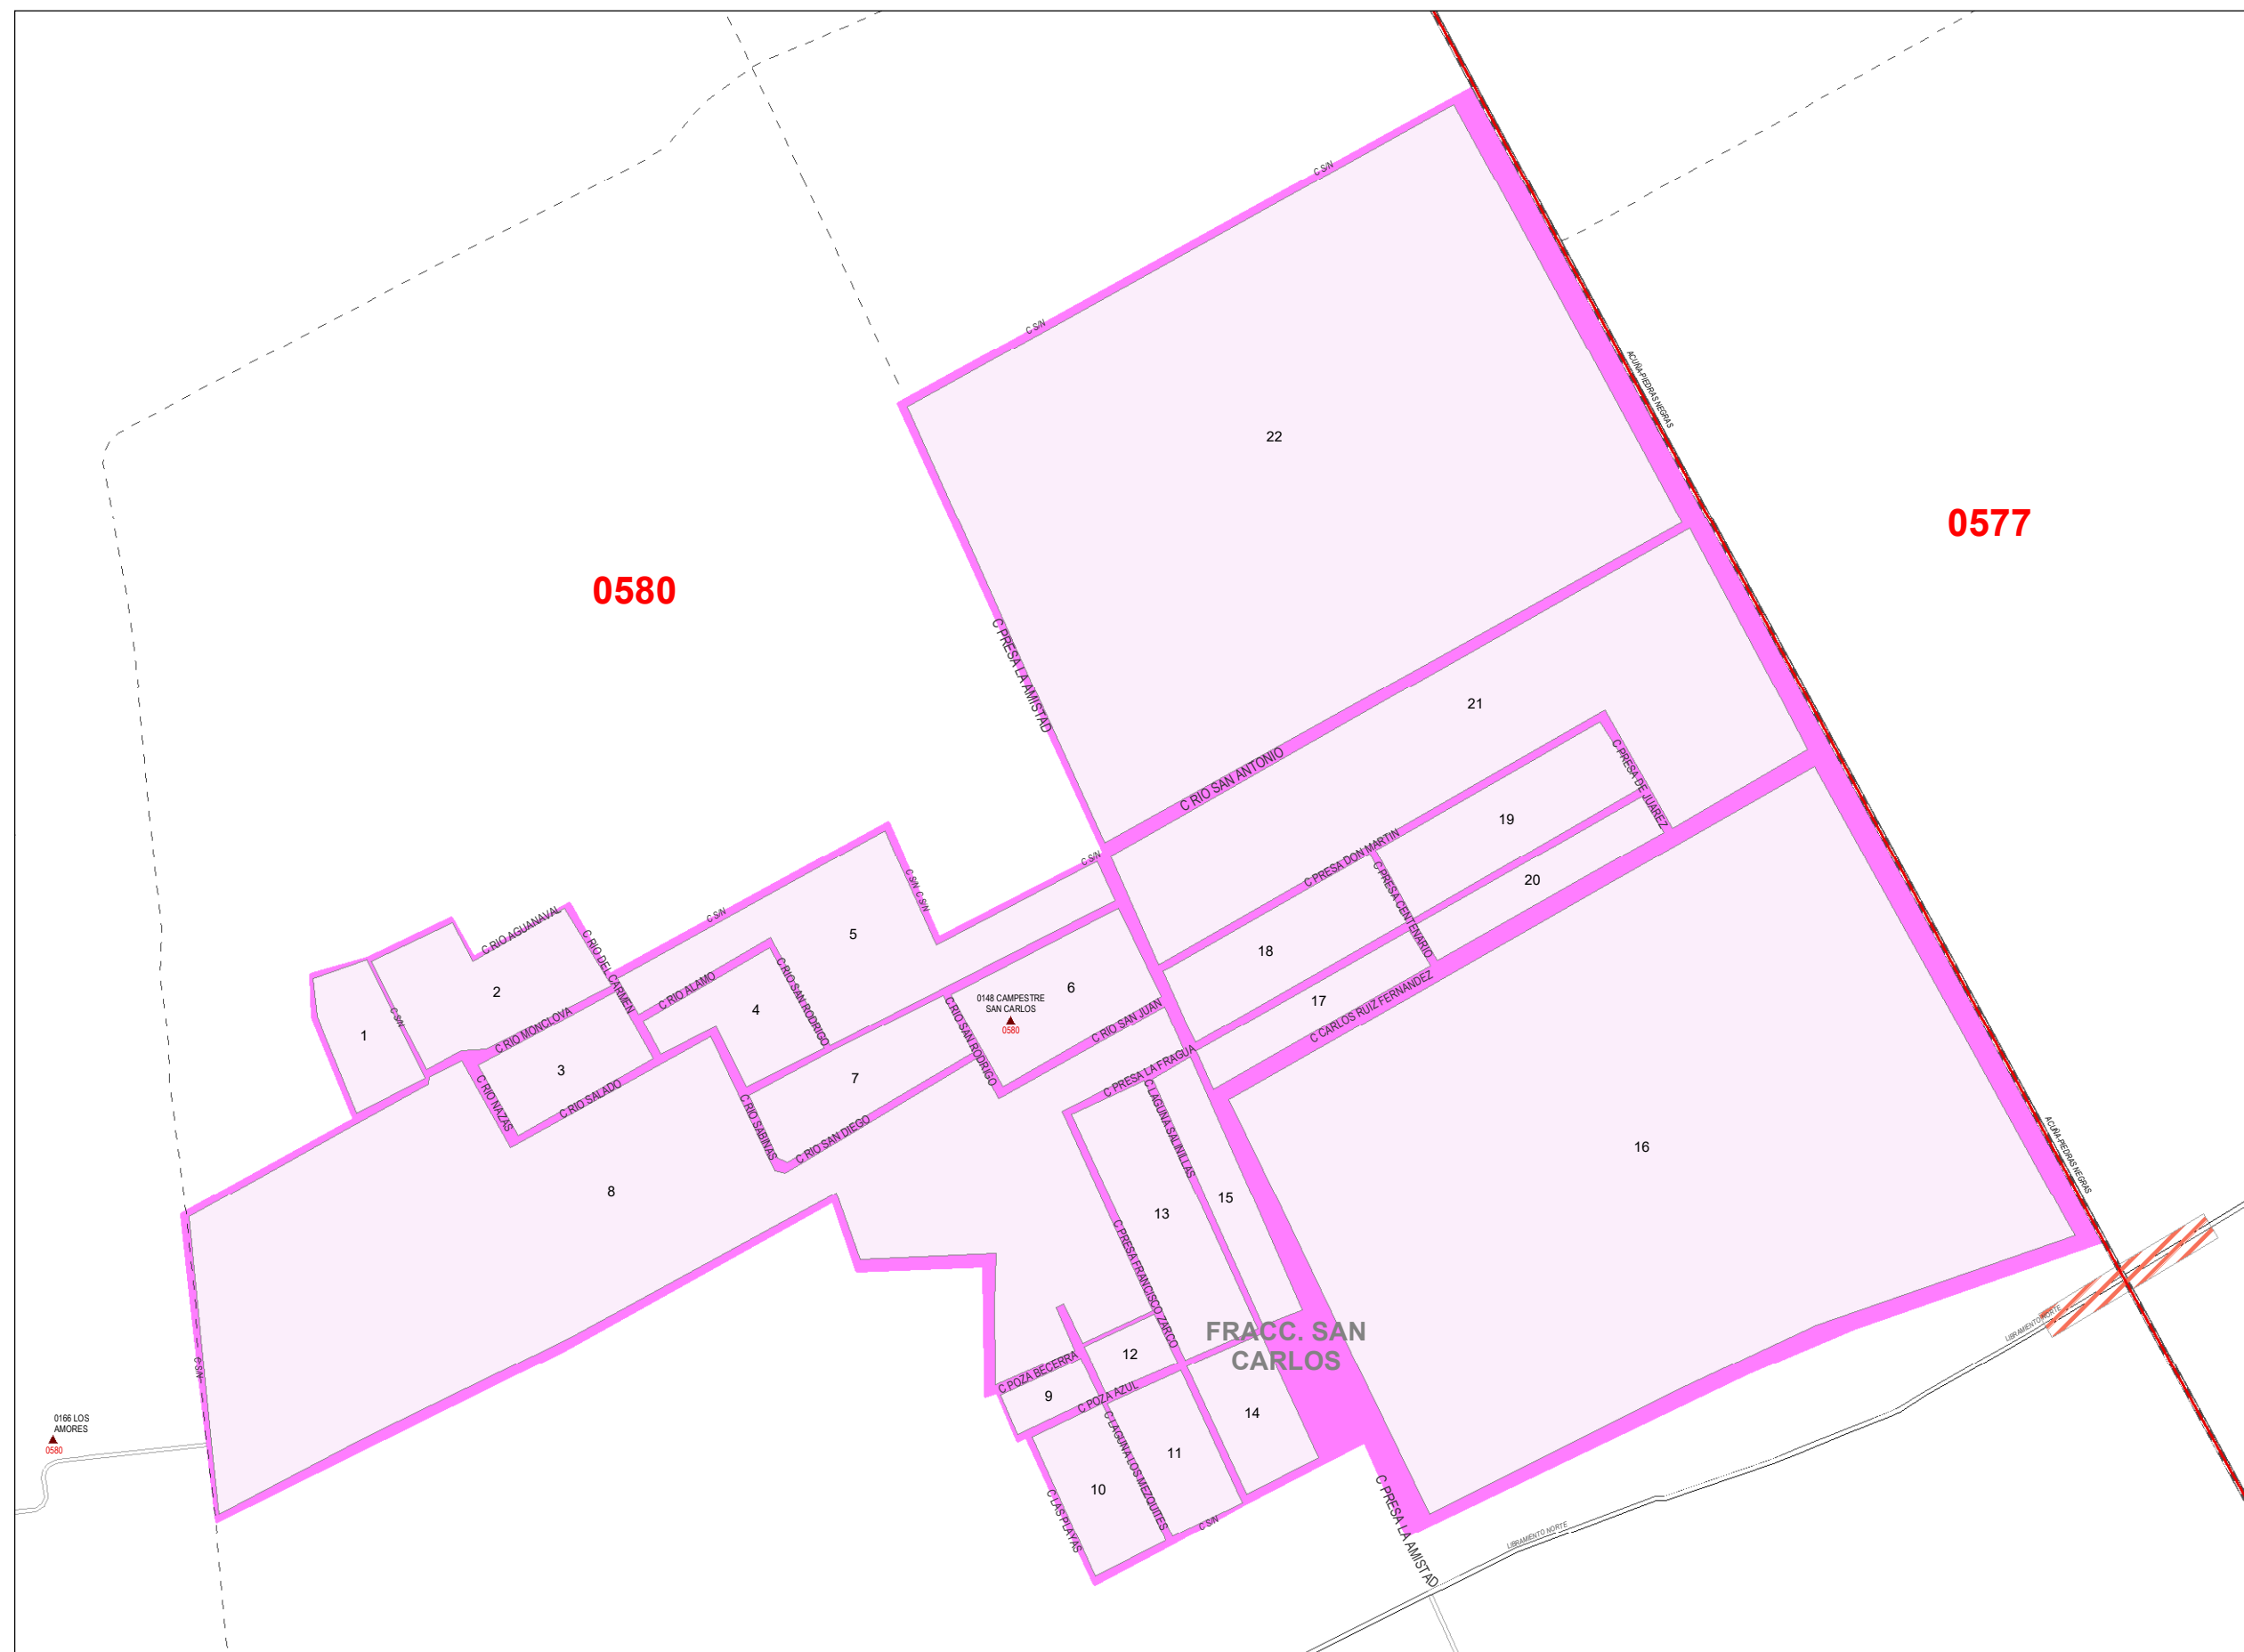 C S/N
C S/N
ACUÑA-PIEDRAS NEGRAS
22
0577
0580
C PRESA LA AMISTAD
21
C RIO SAN ANTONIO
C PRESA DE JUAREZ
19
C PRESA DON MARTIN
C S/N
C S/N C S/N
C PRESA CENTENARIO
20
C S/N
C RIO AGUANAVAL
C RIO DEL CARMEN
5
18
C RIO ALAMO
C RIO SAN RODRIGO
2
6
0148 CAMPESTRE
SAN CARLOS
0580
4
17
C CARLOS RUIZ FERNANDEZ
C S/N
1
C RIO MONCLOVA
C RIO SAN RODRIGO
C RIO SAN JUAN
3
7
C PRESA LA FRAGUA
C RIO NAZAS
C RIO SALADO
C RIO SABINAS
C RIO SAN DIEGO
C LAGUNA SALINILLAS
16
ACUÑA-PIEDRAS NEGRAS
8
15
13
C PRESA FRANCISCO ZARCO
LIBRAMIENTO NORTE
FRACC. SAN
CARLOS
12
C S/N
C POZA BECERRA
9
C POZA AZUL
14
0166 LOS
AMORES
0580
C LAGUNA LOS MEZQUITES
11
10
C LAS PLAYAS
C S/N
C PRESA LA AMISTAD
LIBRAMIENTO NORTE